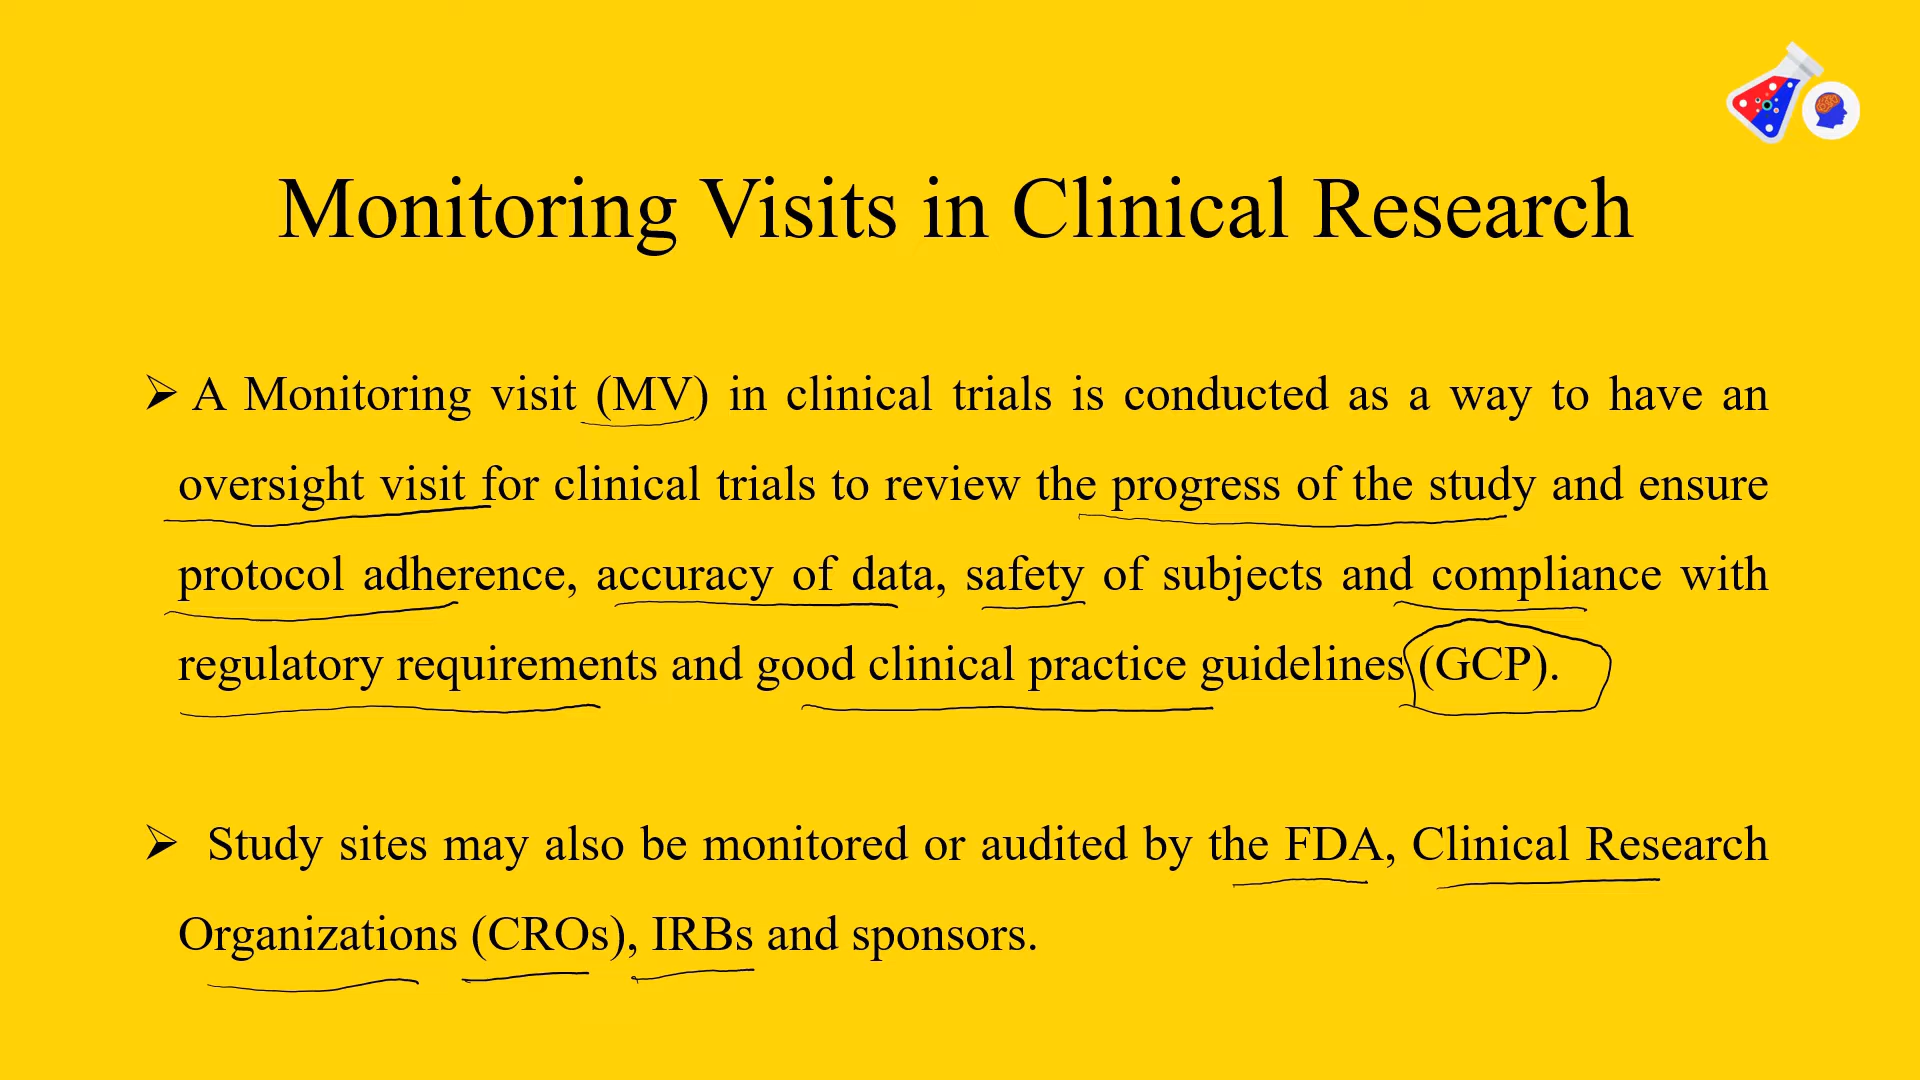 Monitoring Visits in Clinical Research
➢ A Monitoring visit (MV) in clinical trials is conducted as a way to have an
oversight visit for clinical trials to review the progress of the study and ensure
protocol adherence, accuracy of data, safety of subjects and compliance with
regulatory requirements and good clinical practice guidelines (GCP).
➢ Study sites may also be monitored or audited by the FDA, Clinical Research
Organizations (CROs), IRBs and sponsors.